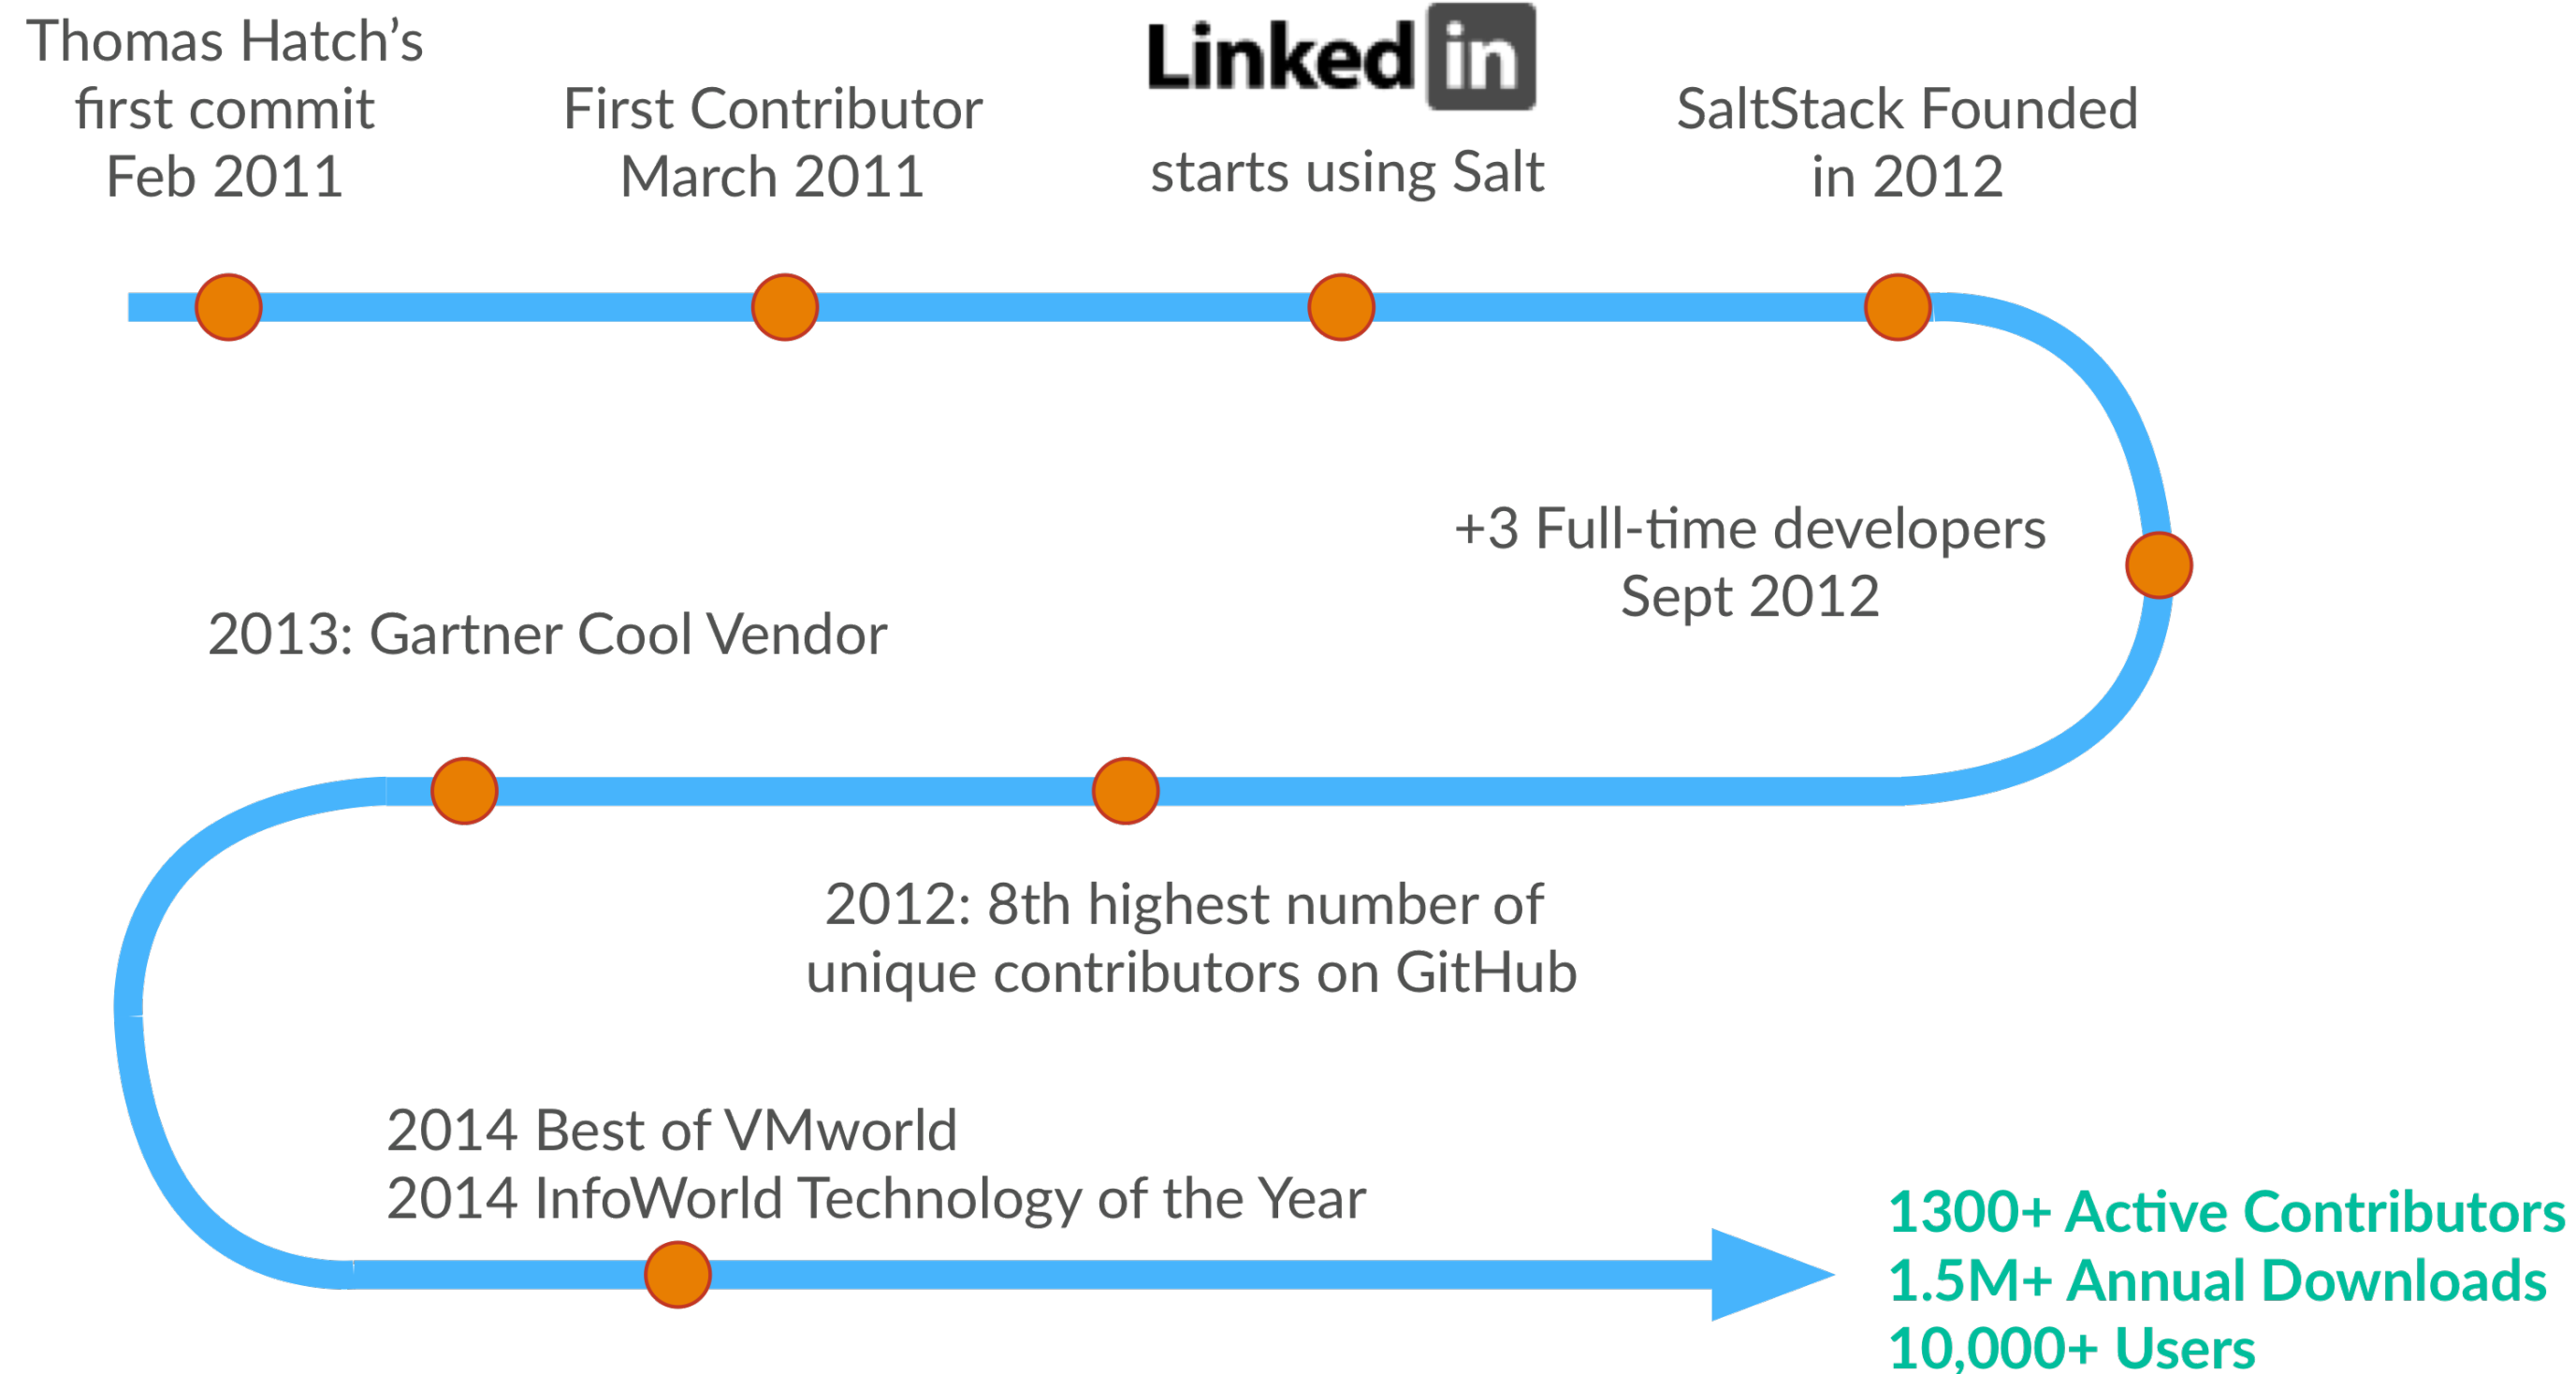 Thomas Hatch’s
first commit
Feb 2011
First Contributor
March 2011
Linked in
starts using Salt
SaltStack Founded
in 2012
+3 Full-time developers
Sept 2012
2013: Gartner Cool Vendor
2012: 8th highest number of
unique contributors on GitHub
2014 Best of VMworld
2014 InfoWorld Technology of the Year
1300+ Active Contributors
1.5M+ Annual Downloads
10,000+ Users